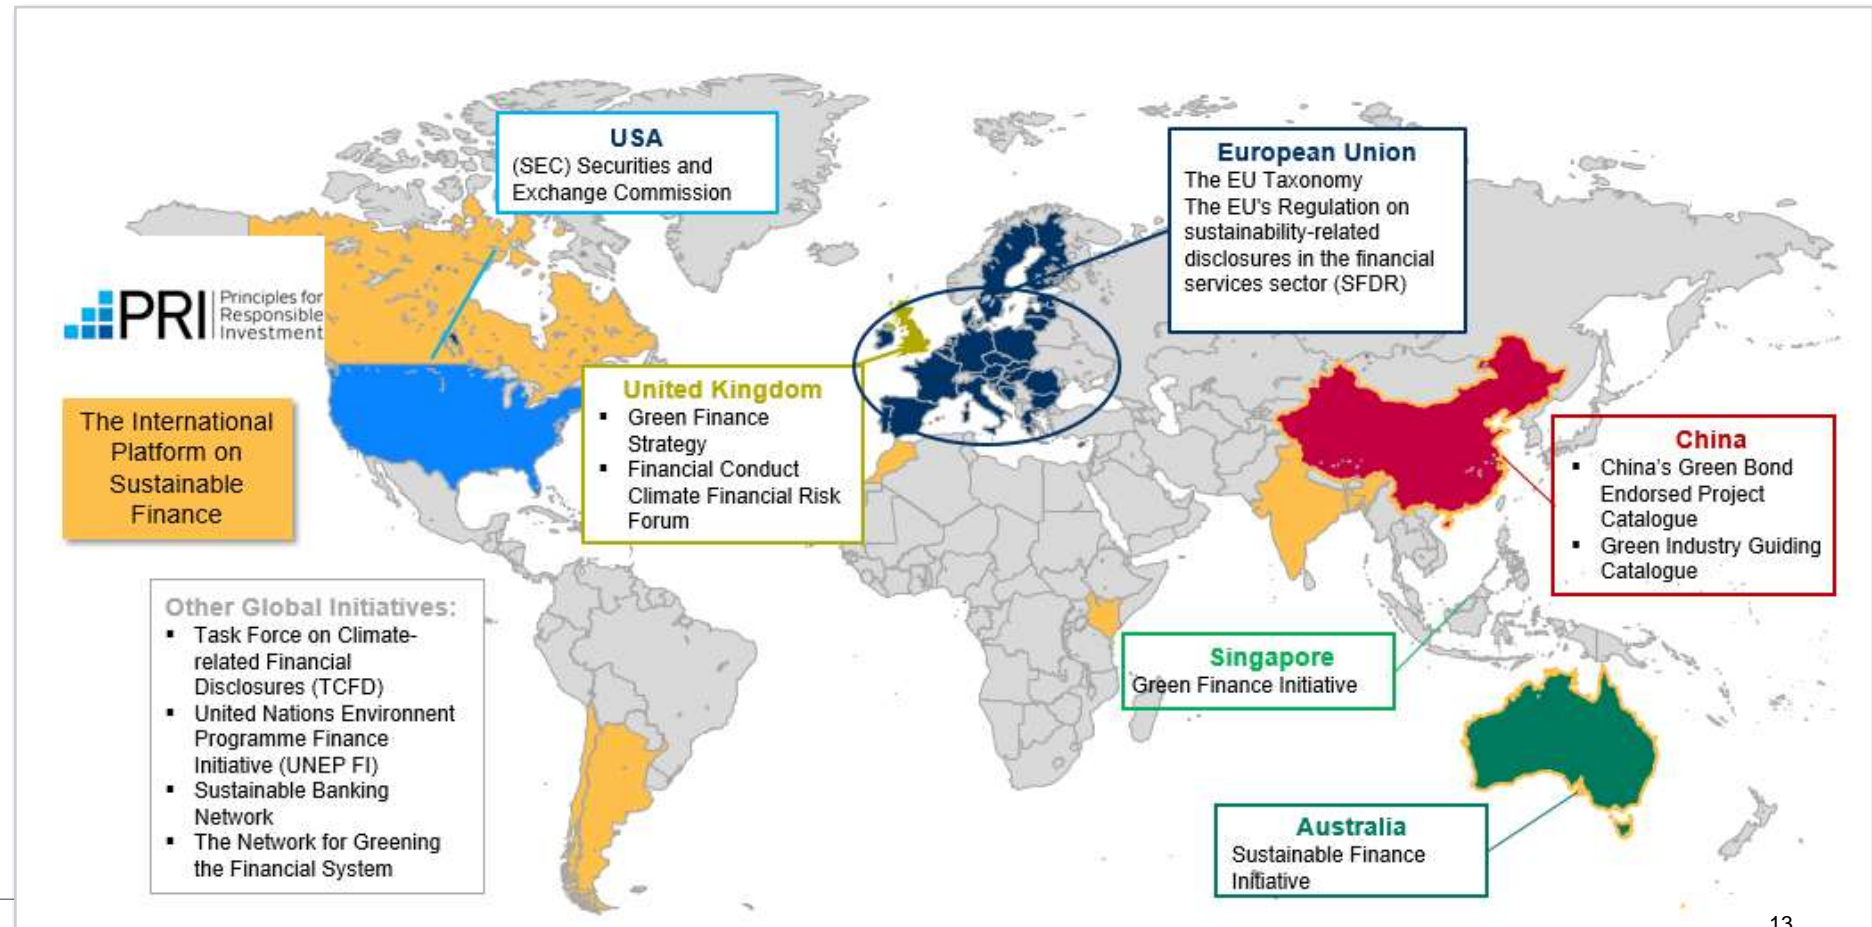 USA
(SEC) Securities and
Exchange Commission
European Union
The EU Taxonomy
The EU's Regulation on
sustainability-related
disclosures in the financial
services sector (SFDR)
PRI
Principles for
Responsible
Investment
The International
Platform on
Sustainable
Finance
United Kingdom
▪ Green Finance
Strategy
▪ Financial Conduct
Climate Financial Risk
Forum
China
▪ China's Green Bond
Endorsed Project
Catalogue
▪ Green Industry Guiding
Catalogue
Other Global Initiatives:
▪ Task Force on Climate-
related Financial
Disclosures (TCFD)
▪ United Nations Environment
Programme Finance
Initiative (UNEP FI)
▪ Sustainable Banking
Network
▪ The Network for Greening
the Financial System
Singapore
Green Finance Initiative
Australia
Sustainable Finance
Initiative
13